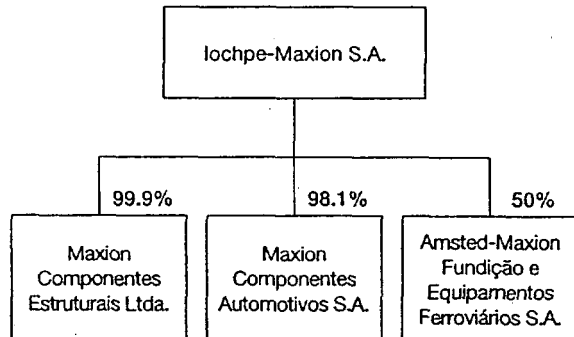 Iochpe-Maxion S.A.
99.9%
98.1%
50%
Maxion
Componentes
Estruturais Ltda.
Maxion
Componentes
Automotivos S.A.
Amsted-Maxion
Fundição e
Equipamentos
Ferroviários S.A.